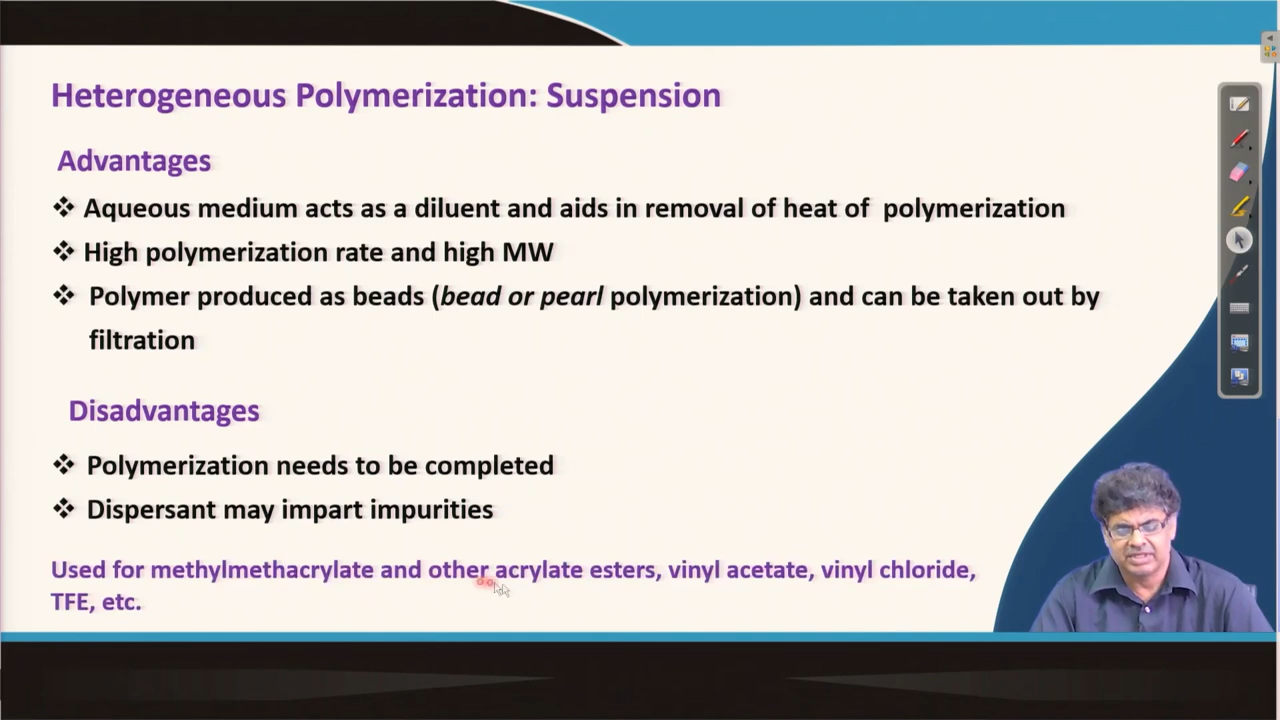 Heterogeneous Polymerization: Suspension
Advantages
❖ Aqueous medium acts as a diluent and aids in removal of heat of polymerization
❖ High polymerization rate and high MW
❖ Polymer produced as beads (bead or pearl polymerization) and can be taken out by
filtration
Disadvantages
❖ Polymerization needs to be completed
❖ Dispersant may impart impurities
Used for methylmethacrylate and other acrylate esters, vinyl acetate, vinyl chloride,
TFE, etc.